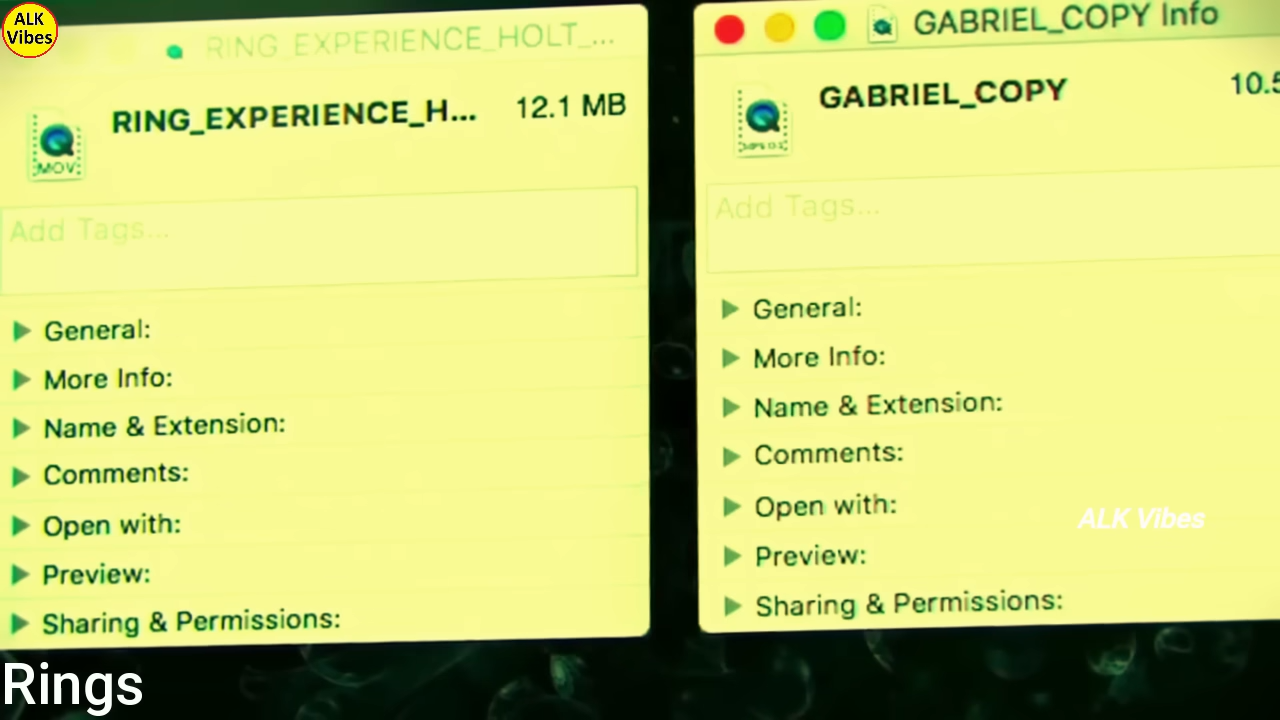 ALK
Vibes
RING_EXPERIENCE_HOLT_...
RING_EXPERIENCE_H... 12.1 MB
MOV
Add Tags...
General:
More Info:
Name & Extension:
Comments:
Open with:
Preview:
Sharing & Permissions:
GABRIEL_COPY Info
GABRIEL_COPY 10.5
Add Tags...
General:
More Info:
Name & Extension:
Comments:
Open with:
Preview:
Sharing & Permissions:
ALK Vibes
Rings